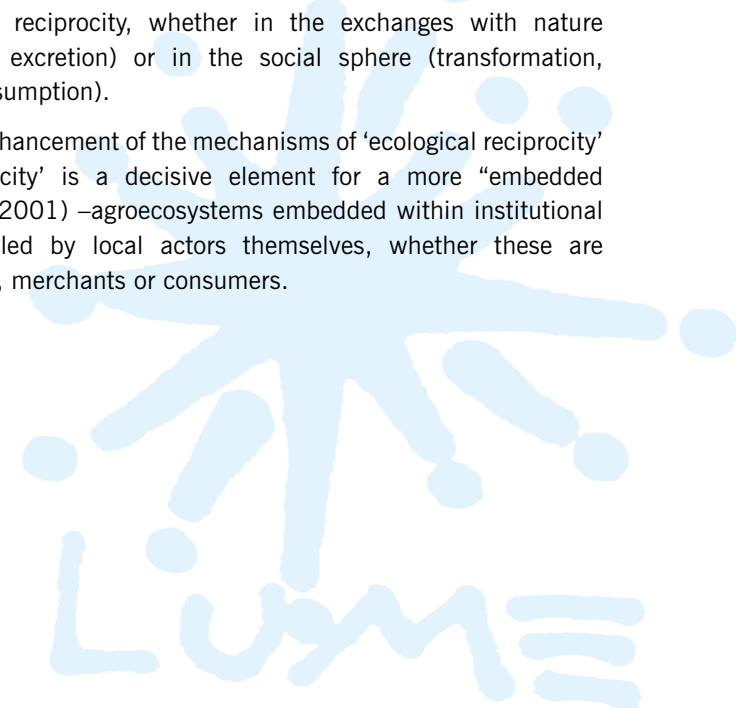 reciprocity, whether in the exchanges with nature
excretion) or in the social sphere (transformation,
sumption).
hancement of the mechanisms of ‘ecological reciprocity’
city’ is a decisive element for a more “embedded
2001) –agroecosystems embedded within institutional
led by local actors themselves, whether these are
, merchants or consumers.
LUME